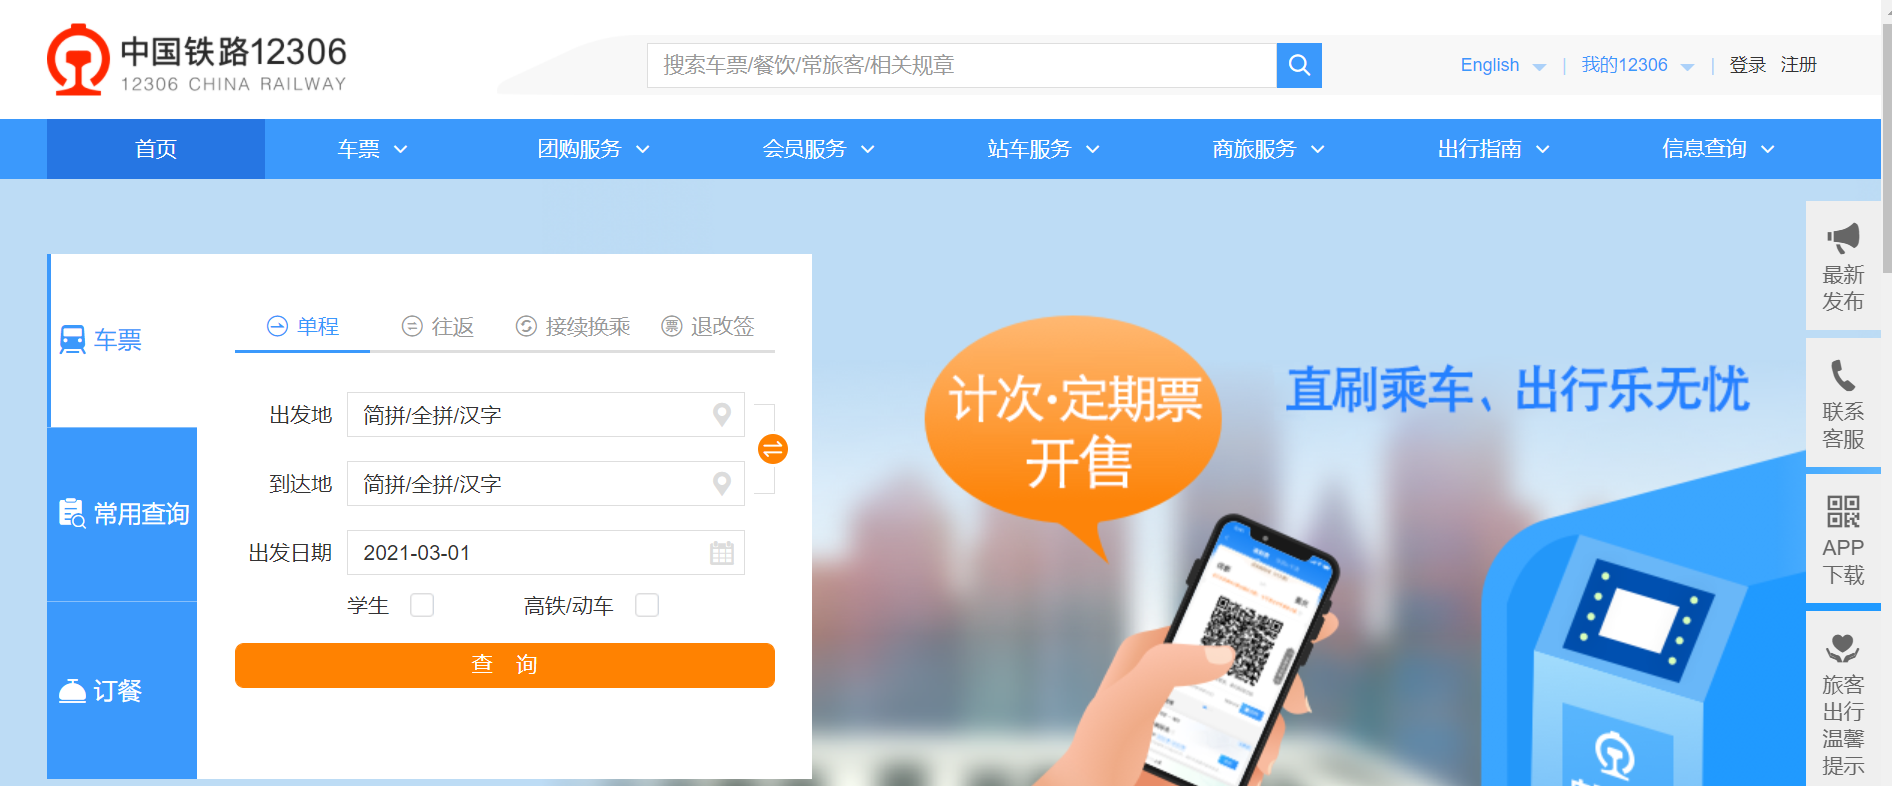 中国铁路12306
12306 CHINA RAILWAY
搜索车票/餐饮/常旅客/相关规章
English
我的12306
登录 注册
首页
车票
团购服务
会员服务
站车服务
商旅服务
出行指南
信息查询
车票
常用查询
订餐
单程
往返
接续换乘
票 退改签
出发地 简拼/全拼/汉字
到达地 简拼/全拼/汉字
出发日期 2021-03-01
学生
高铁/动车
查 询
计次·定期票
开售
直刷乘车、出行乐无忧
最新
发布
联系
客服
APP
下载
旅客
出行
温馨
提示